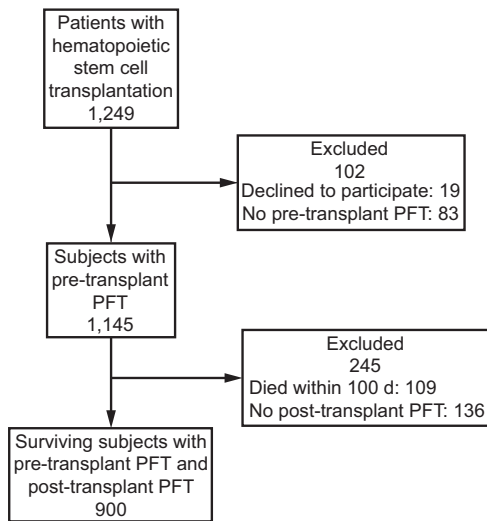 Patients with
hematopoietic
stem cell
transplantation
1,249
Excluded
102
Declined to participate: 19
No pre-transplant PFT: 83
Subjects with
pre-transplant
PFT
1,145
Excluded
245
Died within 100 d: 109
No post-transplant PFT: 136
Surviving subjects with
pre-transplant PFT and
post-transplant PFT
900